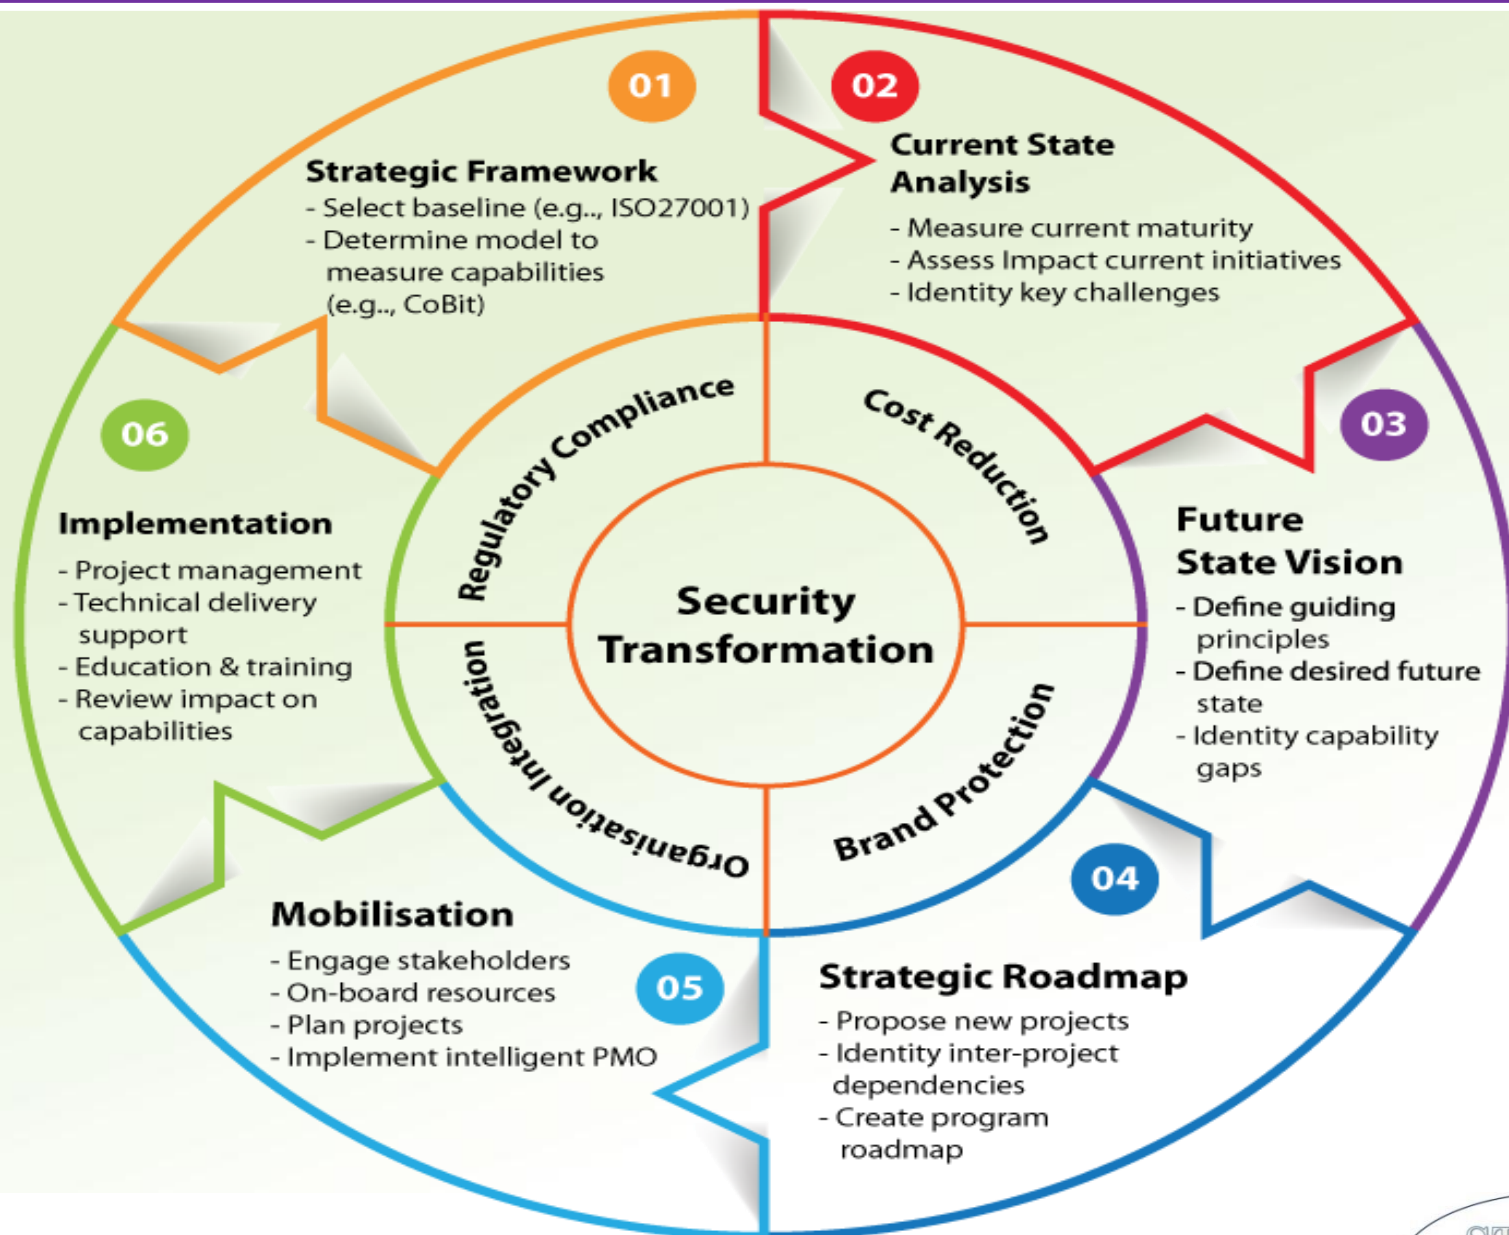 01
Strategic Framework
- Select baseline (e.g.., ISO27001)
- Determine model to
measure capabilities
(e.g.., CoBit)
02
Current State
Analysis
- Measure current maturity
- Assess Impact current initiatives
- Identity key challenges
03
Future
State Vision
- Define guiding
principles
- Define desired future
state
- Identity capability
gaps
04
Strategic Roadmap
- Propose new projects
- Identity inter-project
dependencies
- Create program
roadmap
05
Mobilisation
- Engage stakeholders
- On-board resources
- Plan projects
- Implement intelligent PMO
06
Implementation
- Project management
- Technical delivery
support
- Education & training
- Review impact on
capabilities
Regulatory Compliance
Cost Reduction
Brand Protection
Organisation Integration
Security
Transformation